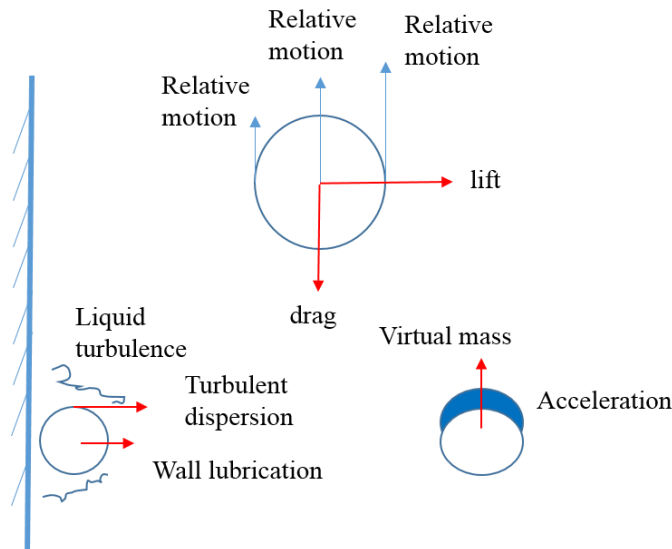 Relative
motion
Relative
motion
Relative
motion
lift
drag
Liquid
turbulence
Virtual mass
Turbulent
dispersion
Acceleration
Wall lubrication